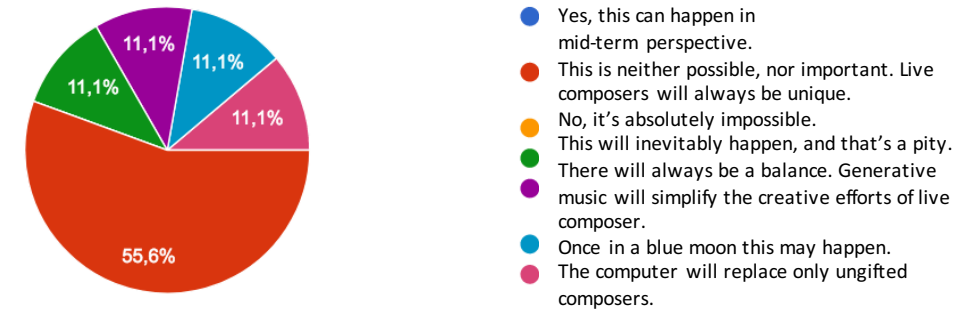 11,1%
11,1%
11,1%
11,1%
55,6%
Yes, this can happen in
mid-term perspective.
This is neither possible, nor important. Live
composers will always be unique.
No, it’s absolutely impossible.
This will inevitably happen, and that’s a pity.
There will always be a balance. Generative
music will simplify the creative efforts of live
composer.
Once in a blue moon this may happen.
The computer will replace only ungifted
composers.